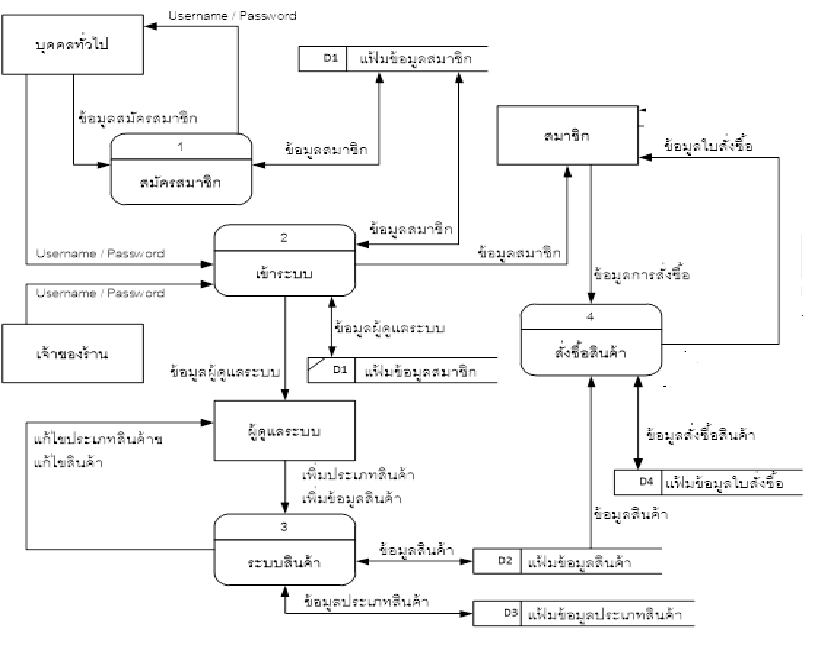 Username / Password
บุคคลทั่วไป
D1 แฟ้มข้อมูลสมาชิก
ข้อมูลสมัครสมาชิก
สมาชิก
1
ข้อมูลสมาชิก
ข้อมูลใบสั่งซื้อ
สมัครสมาชิก
2
ข้อมูลสมาชิก
Username / Password
ข้อมูลสมาชิก
เข้าระบบ
ข้อมูลการสั่งซื้อ
Username / Password
4
ข้อมูลผู้ดูแลระบบ
เจ้าของร้าน
สั่งซื้อสินค้า
ข้อมูลผู้ดูแลระบบ
D1 แฟ้มข้อมูลสมาชิก
แก้ไขประเภทสินค้าข
แก้ไขสินค้า
ผู้ดูแลระบบ
ข้อมูลสั่งซื้อสินค้า
เพิ่มประเภทสินค้า
เพิ่มข้อมูลสินค้า
D4 แฟ้มข้อมูลใบสั่งซื้อ
ข้อมูลสินค้า
3
ข้อมูลสินค้า
ระบบสินค้า
D2 แฟ้มข้อมูลสินค้า
ข้อมูลประเภทสินค้า
D3 แฟ้มข้อมูลประเภทสินค้า